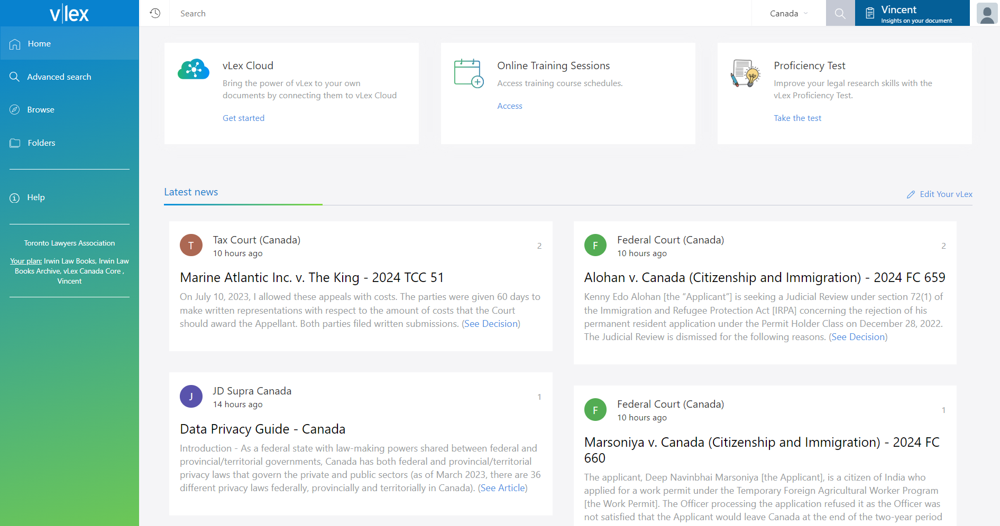 v|lex
Home
Advanced search
Browse
Folders
Help
Toronto Lawyers Association
Your plan: Irwin Law Books, Irwin Law
Books Archive, vLex Canada Core ,
Vincent
Search
Canada
Vincent
Insights on your document
vLex Cloud
Bring the power of vLex to your own
documents by connecting them to vLex Cloud
Get started
Online Training Sessions
Access training course schedules.
Access
Proficiency Test
Improve your legal research skills with the
vLex Proficiency Test.
Take the test
Latest news
Edit Your vLex
T
Tax Court (Canada)
10 hours ago
2
Marine Atlantic Inc. v. The King - 2024 TCC 51
On July 10, 2023, I allowed these appeals with costs. The parties were given 60 days to
make written representations with respect to the amount of costs that the Court
should award the Appellant. Both parties filed written submissions. (See Decision)
J
JD Supra Canada
14 hours ago
1
Data Privacy Guide - Canada
Introduction - As a federal state with law-making powers shared between federal and
provincial/territorial governments, Canada has both federal and provincial/territorial
privacy laws that govern the private and public sectors (as of March 2023, there are 36
different privacy laws federally, provincially and territorially in Canada). (See Article)
F
Federal Court (Canada)
10 hours ago
2
Alohan v. Canada (Citizenship and Immigration) - 2024 FC 659
Kenny Edo Alohan [the “Applicant”] is seeking a Judicial Review under section 72(1) of
the Immigration and Refugee Protection Act [IRPA] concerning the rejection of his
permanent resident application under the Permit Holder Class on December 28, 2022.
The Judicial Review is dismissed for the following reasons. (See Decision)
F
Federal Court (Canada)
10 hours ago
1
Marsoniya v. Canada (Citizenship and Immigration) - 2024 FC
660
The applicant, Deep Navinbhai Marsoniya [the Applicant], is a citizen of India who
applied for a work permit under the Temporary Foreign Agricultural Worker Program
[the Work Permit]. The Officer processing the application refused it as the Officer was
not satisfied that the Applicant would leave Canada at the end of the two-year period